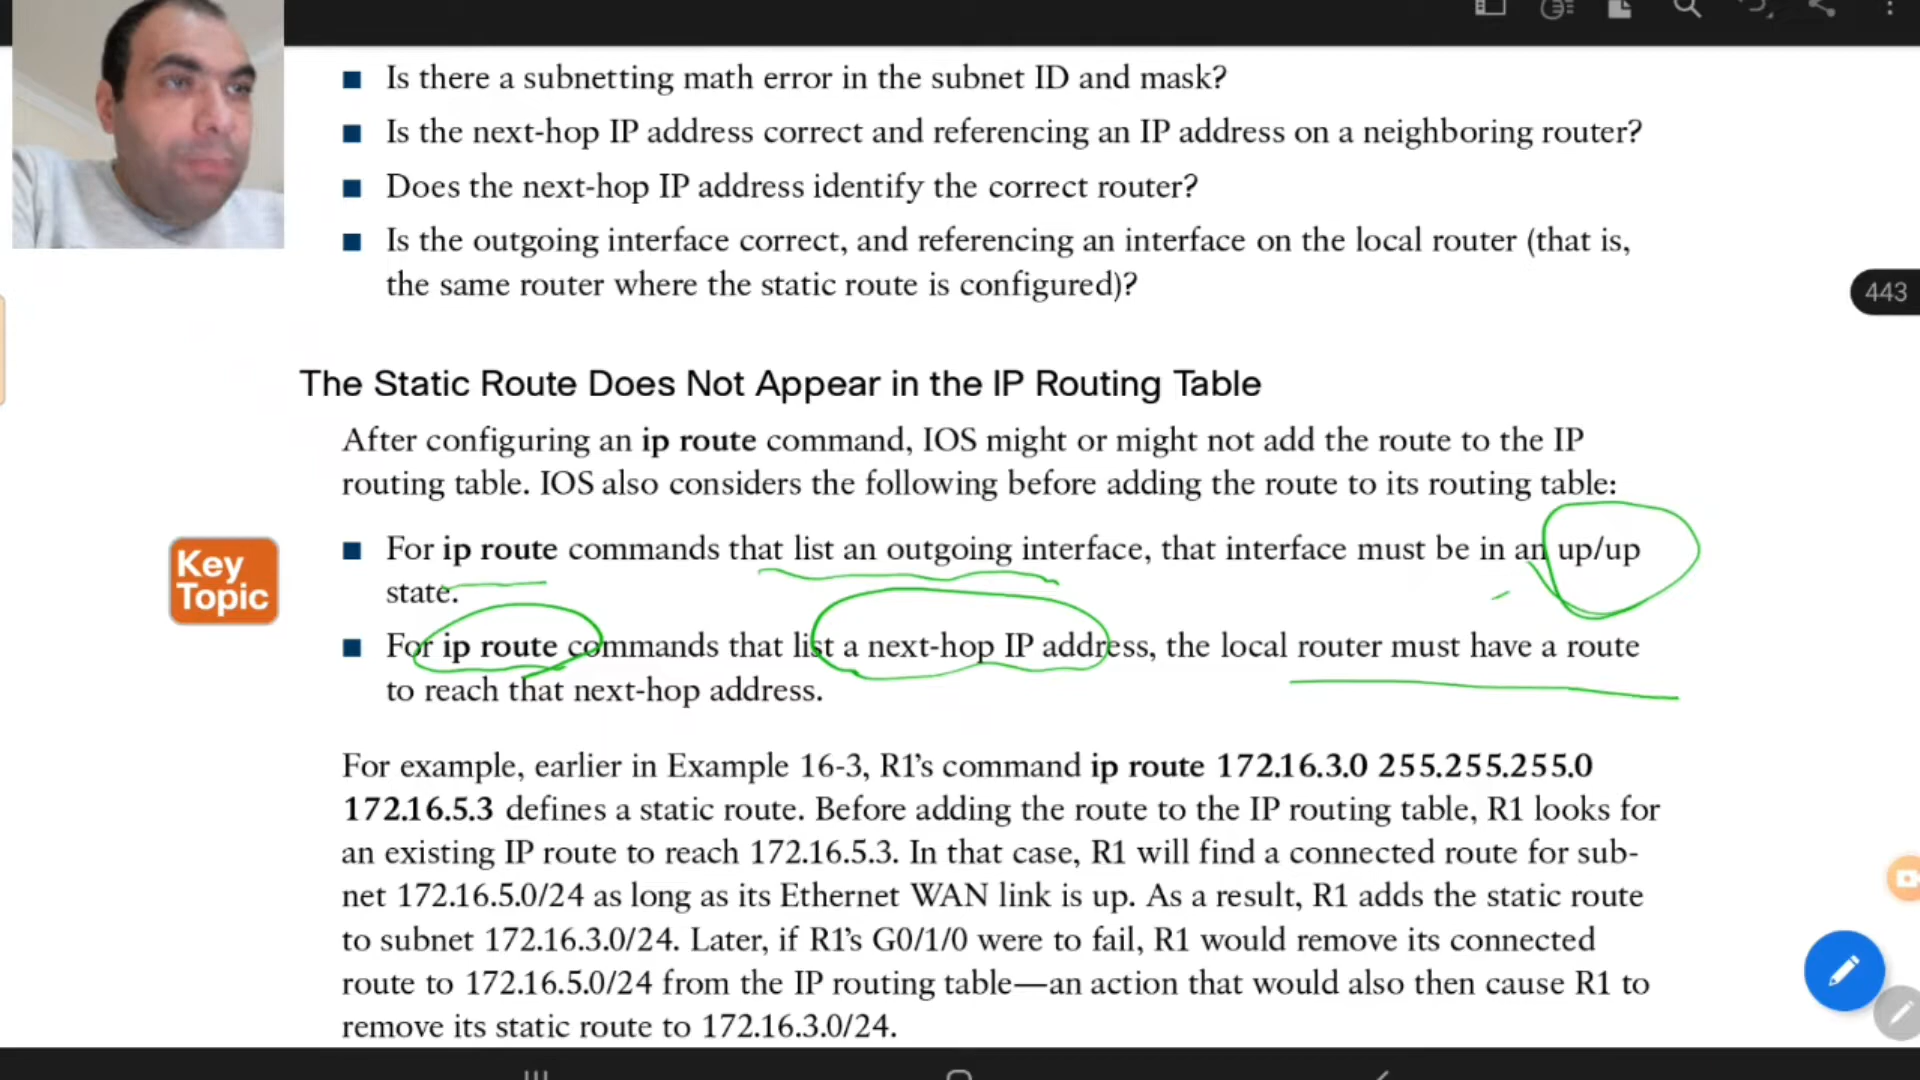 Is there a subnetting math error in the subnet ID and mask?
Is the next-hop IP address correct and referencing an IP address on a neighboring router?
Does the next-hop IP address identify the correct router?
Is the outgoing interface correct, and referencing an interface on the local router (that is,
the same router where the static route is configured)?
443
The Static Route Does Not Appear in the IP Routing Table
After configuring an ip route command, IOS might or might not add the route to the IP
routing table. IOS also considers the following before adding the route to its routing table:
Key
Topic
For ip route commands that list an outgoing interface, that interface must be in an up/up
state.
For ip route commands that list a next-hop IP address, the local router must have a route
to reach that next-hop address.
For example, earlier in Example 16-3, R1’s command ip route 172.16.3.0 255.255.255.0
172.16.5.3 defines a static route. Before adding the route to the IP routing table, R1 looks for
an existing IP route to reach 172.16.5.3. In that case, R1 will find a connected route for sub-
net 172.16.5.0/24 as long as its Ethernet WAN link is up. As a result, R1 adds the static route
to subnet 172.16.3.0/24. Later, if R1’s G0/1/0 were to fail, R1 would remove its connected
route to 172.16.5.0/24 from the IP routing table—an action that would also then cause R1 to
remove its static route to 172.16.3.0/24.